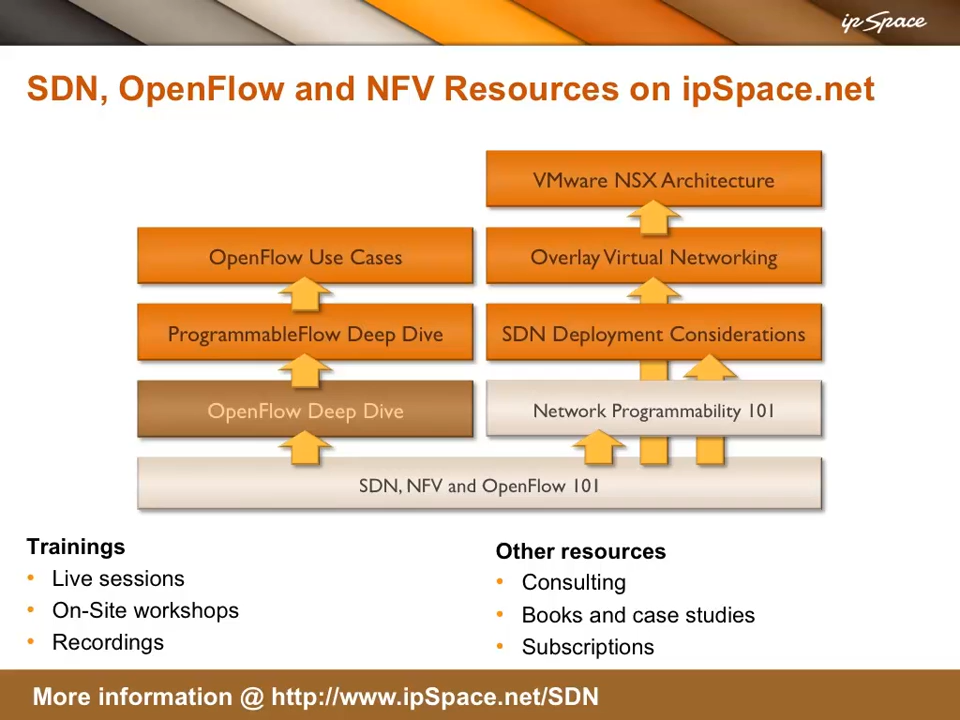 ip Space
SDN, OpenFlow and NFV Resources on ipSpace.net
VMware NSX Architecture
OpenFlow Use Cases
Overlay Virtual Networking
ProgrammableFlow Deep Dive
SDN Deployment Considerations
OpenFlow Deep Dive
Network Programmability 101
SDN, NFV and OpenFlow 101
Trainings
• Live sessions
• On-Site workshops
• Recordings
Other resources
• Consulting
• Books and case studies
• Subscriptions
More information @ http://www.ipSpace.net/SDN